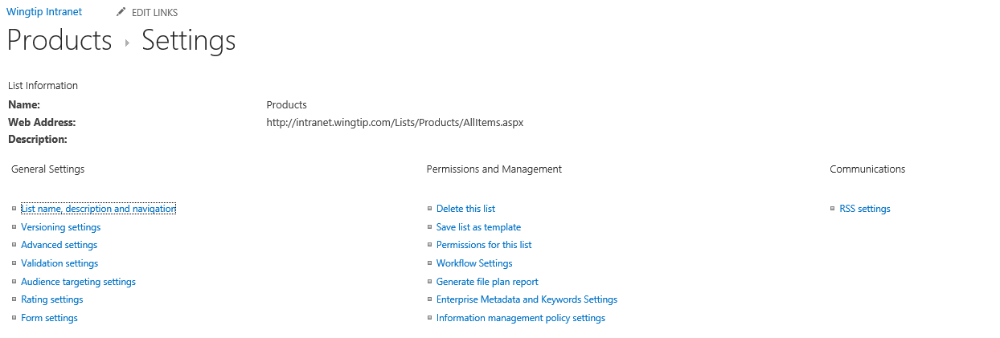 Wingtip Intranet EDIT LINKS
Products Settings
List Information
Name: Products
Web Address: http://intranet.wingtip.com/Lists/Products/AllItems.aspx
Description:
General Settings Permissions and Management Communications
List name, description and navigation Delete this list RSS settings
Versioning settings Save list as template
Advanced settings Permissions for this list
Validation settings Workflow Settings
Audience targeting settings Generate file plan report
Rating settings Enterprise Metadata and Keywords Settings
Form settings Information management policy settings